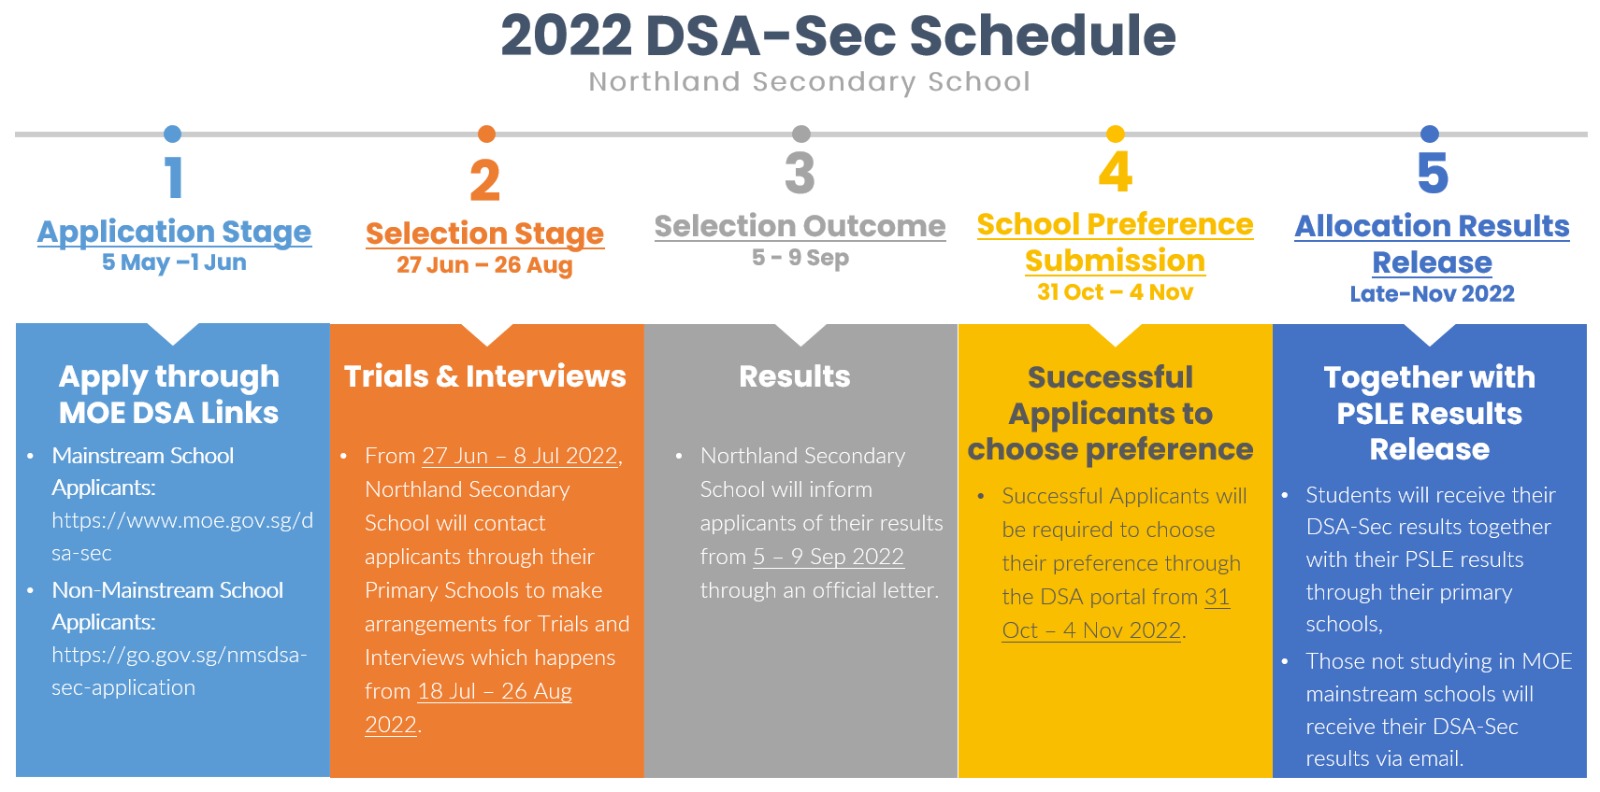 2022 DSA-Sec Schedule
Northland Secondary School
1
Application Stage
5 May –1 Jun
Apply through
MOE DSA Links
• Mainstream School
Applicants:
https://www.moe.gov.sg/d
sa-sec
• Non-Mainstream School
Applicants:
https://go.gov.sg/nmsdsa-
sec-application
2
Selection Stage
27 Jun – 26 Aug
Trials & Interviews
• From 27 Jun – 8 Jul 2022,
Northland Secondary
School will contact
applicants through their
Primary Schools to make
arrangements for Trials and
Interviews which happens
from 18 Jul – 26 Aug
2022.
3
Selection Outcome
5 - 9 Sep
Results
• Northland Secondary
School will inform
applicants of their results
from 5 – 9 Sep 2022
through an official letter.
4
School Preference
Submission
31 Oct – 4 Nov
Successful
Applicants to
choose preference
• Successful Applicants will
be required to choose
their preference through
the DSA portal from 31
Oct – 4 Nov 2022.
5
Allocation Results
Release
Late-Nov 2022
Together with
PSLE Results
Release
• Students will receive their
DSA-Sec results together
with their PSLE results
through their primary
schools,
• Those not studying in MOE
mainstream schools will
receive their DSA-Sec
results via email.